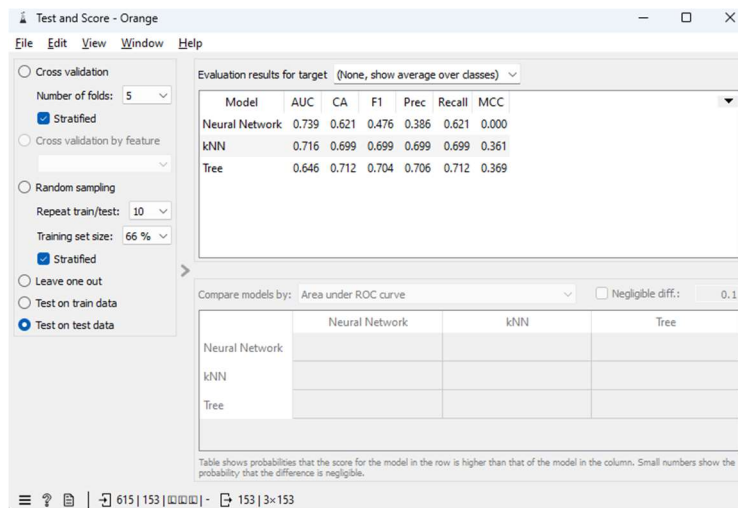 Test and Score - Orange
File Edit View Window Help
Cross validation
Number of folds: 5
Stratified
Cross validation by feature
Random sampling
Repeat train/test: 10
Training set size: 66 %
Stratified
Leave one out
Test on train data
Test on test data
Evaluation results for target (None, show average over classes)
Model AUC CA F1 Prec Recall MCC
Neural Network 0.739 0.621 0.476 0.386 0.621 0.000
kNN 0.716 0.699 0.699 0.699 0.699 0.361
Tree 0.646 0.712 0.704 0.706 0.712 0.369
Compare models by: Area under ROC curve Negligible diff.: 0.1
Neural Network kNN Tree
Neural Network
kNN
Tree
Table shows probabilities that the score for the model in the row is higher than that of the model in the column. Small numbers show the
probability that the difference is negligible.
615 | 153 | - 153 | 3×153